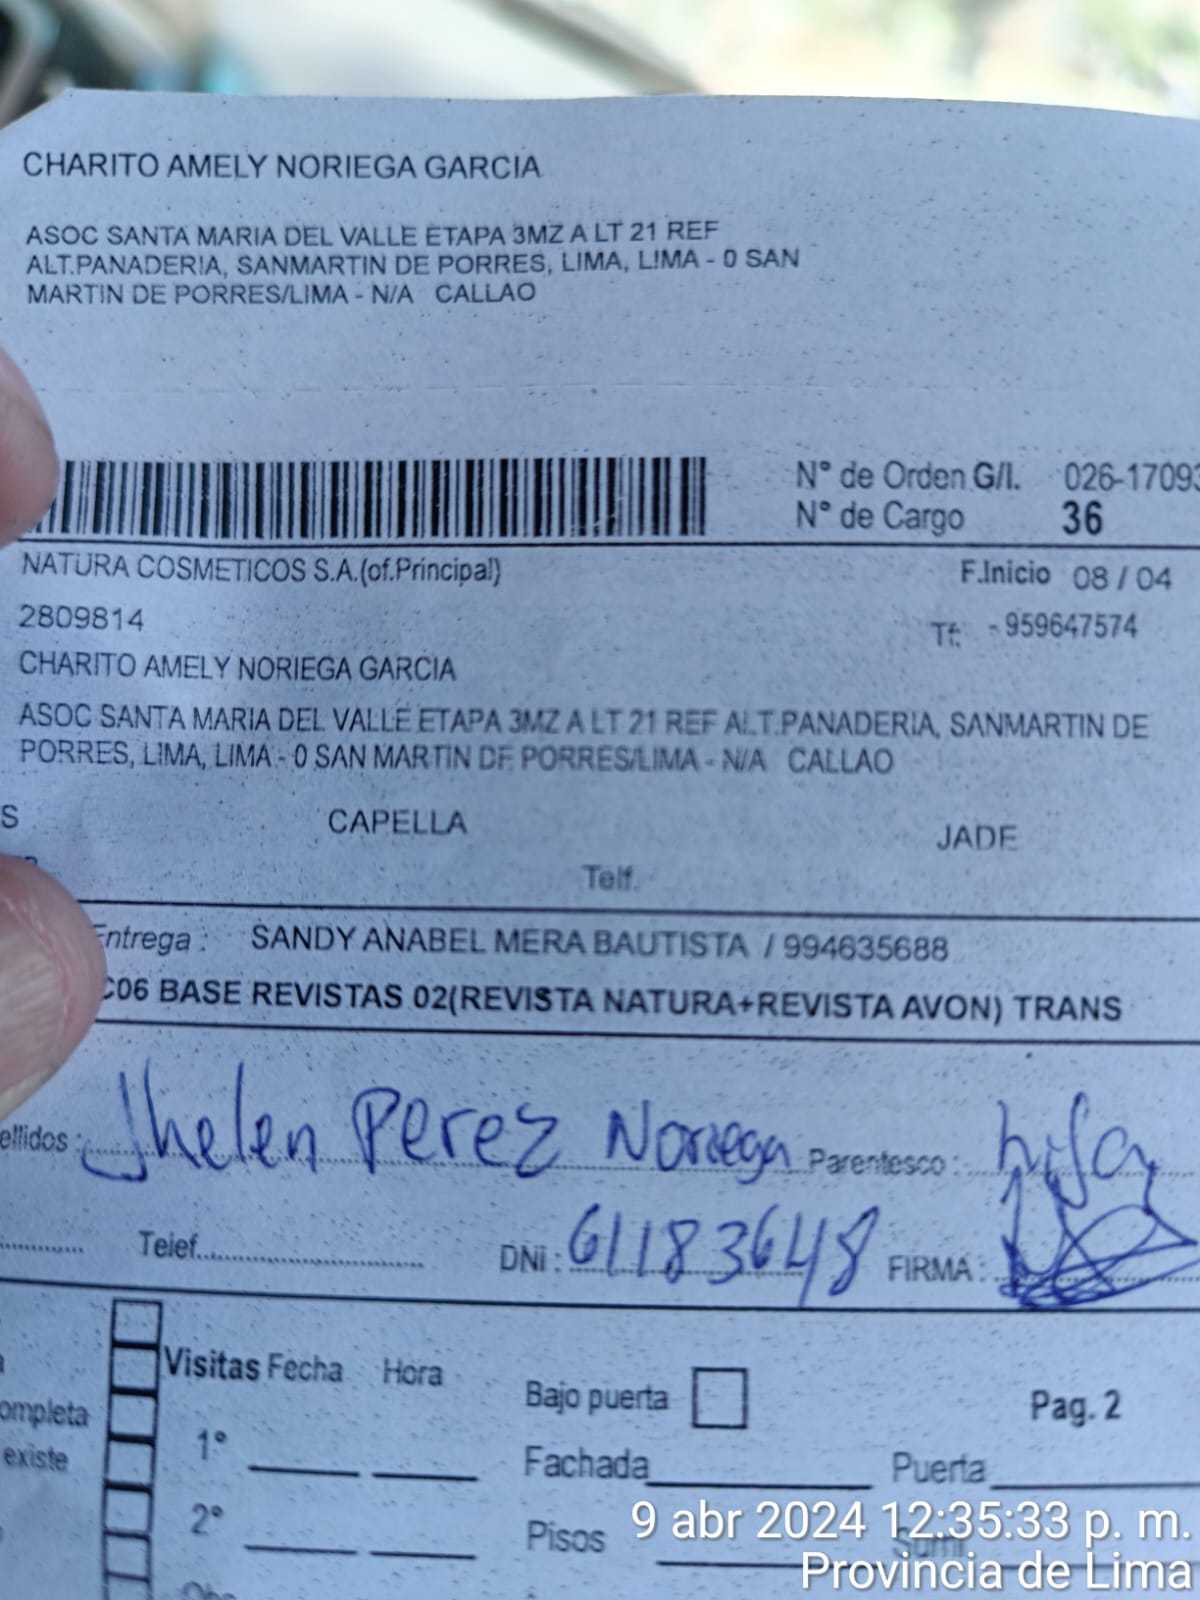 CHARITO AMELY NORIEGA GARCIA
ASOC SANTA MARIA DEL VALLE ETAPA 3MZ A LT 21 REF
ALT.PANADERIA, SANMARTIN DE PORRES, LIMA, LIMA - 0 SAN
MARTIN DE PORRES/LIMA - N/A CALLAO
N° de Orden G/I. 026-17093
N° de Cargo 36
NATURA COSMETICOS S.A.(of.Principal)
F.Inicio 08 / 04
2809814
Tf: - 959647574
CHARITO AMELY NORIEGA GARCIA
ASOC SANTA MARIA DEL VALLE ETAPA 3MZ A LT 21 REF ALT.PANADERIA, SANMARTIN DE
PORRES, LIMA, LIMA - 0 SAN MARTIN DE PORRES/LIMA - N/A CALLAO
S CAPELLA JADE
Telf.
Entrega : SANDY ANABEL MERA BAUTISTA / 994635688
C06 BASE REVISTAS 02(REVISTA NATURA+REVISTA AVON) TRANS
ellidos : Jhelen Perez Noriega Parentesco : hija
Telef. DNI : 61183648 FIRMA :
Visitas Fecha Hora
Bajo puerta Pag. 2
ompleta
existe
1° Fachada Puerta
2° Pisos
9 abr 2024 12:35:33 p. m.
Provincia de Lima